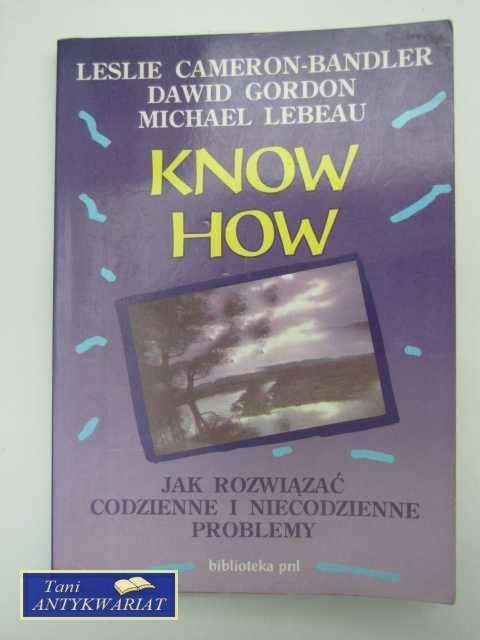 LESLIE CAMERON-BANDLER
DAWID GORDON
MICHAEL LEBEAU
KNOW
HOW
JAK ROZWIĄZAĆ
CODZIENNE I NIECODZIENNE
PROBLEMY
biblioteka pnl
Tani
ANTYKWARIAT